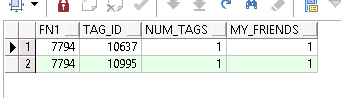 FN1 TAG_ID NUM_TAGS MY_FRIENDS
1 7794 10637 1 1
2 7794 10995 1 1